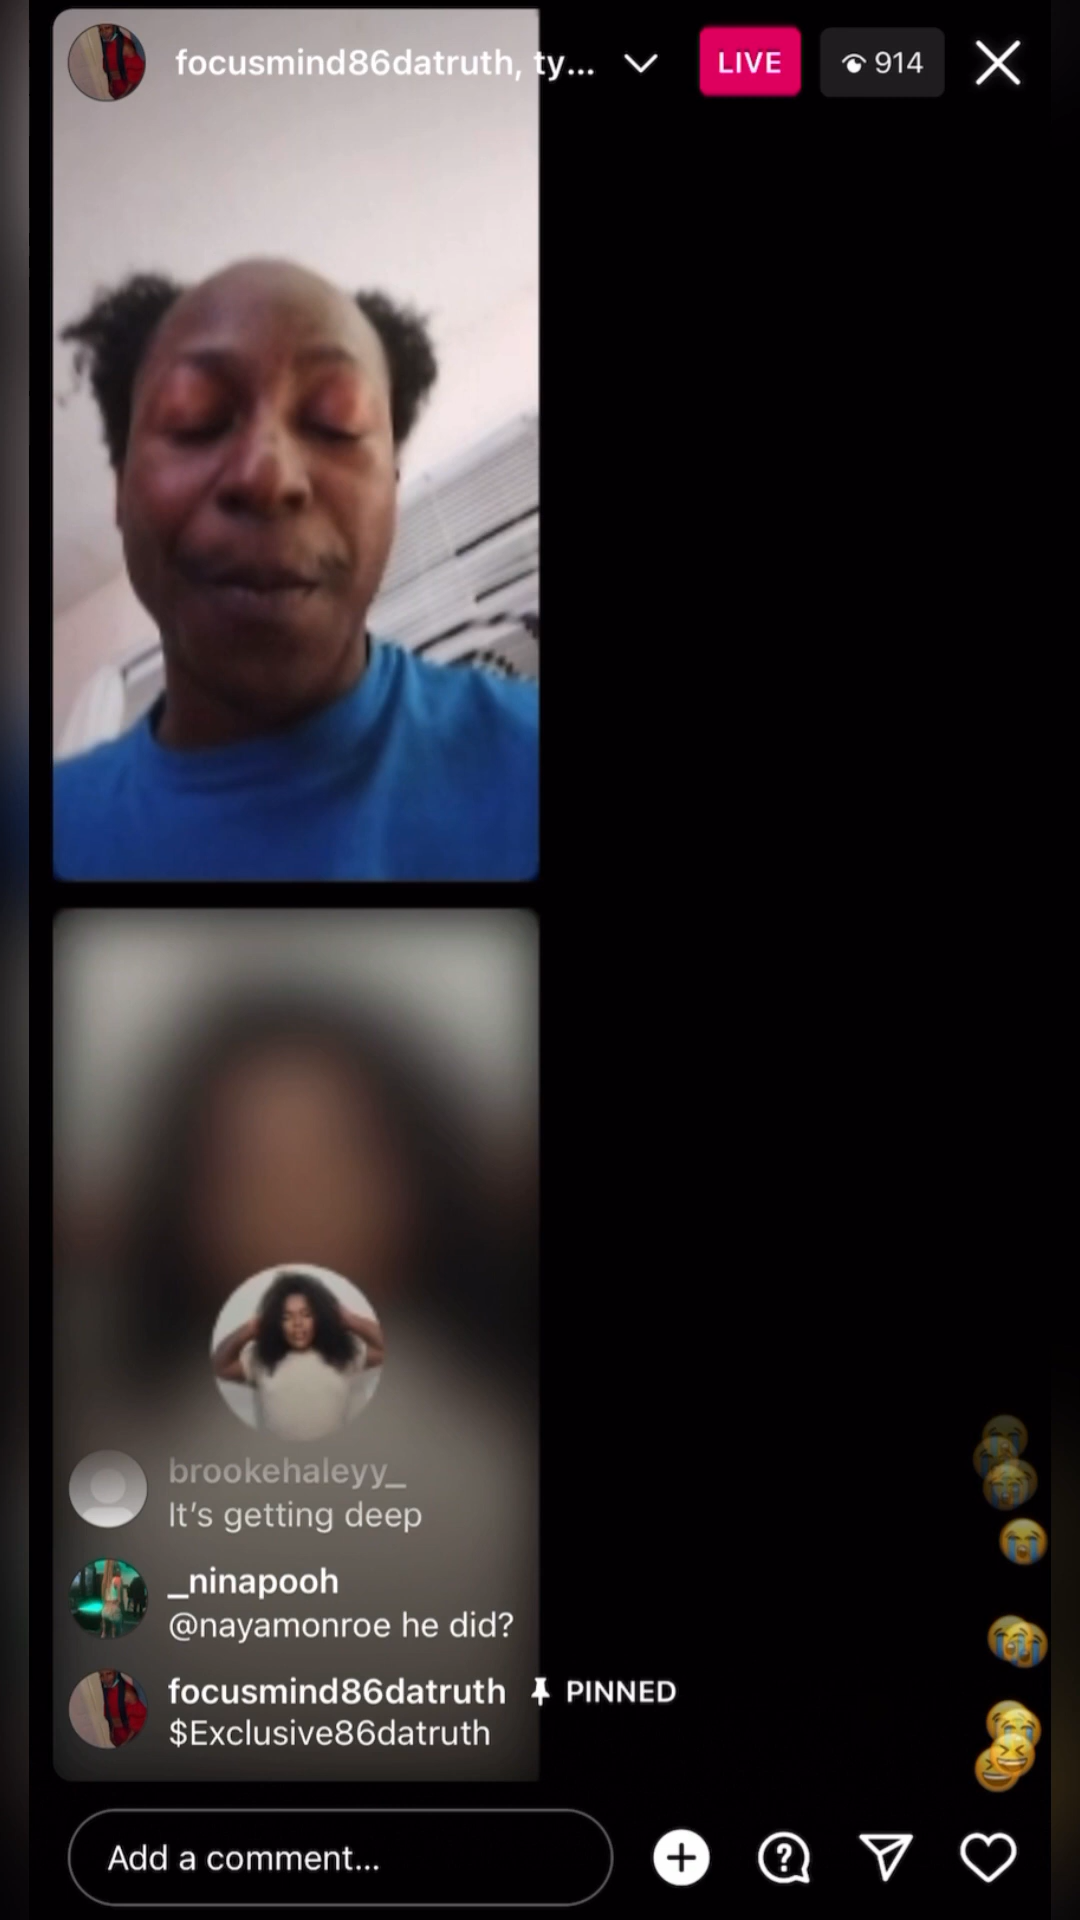 focusmind86datruth, ty...
LIVE
914
brookehaleyy_
It's getting deep
_ninapooh
@nayamonroe he did?
focusmind86datruth PINNED
$Exclusive86datruth
Add a comment...